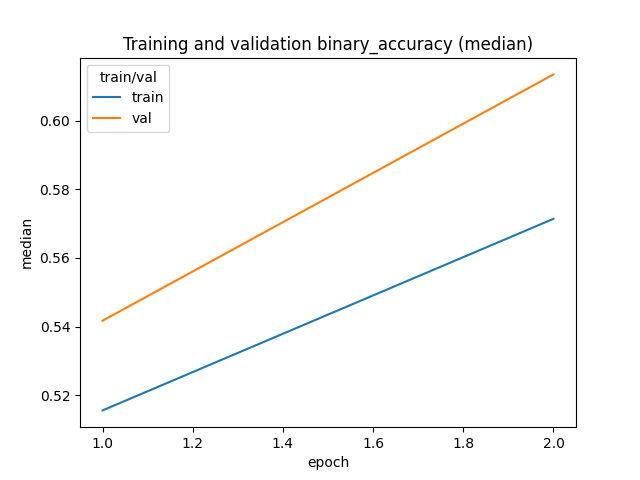 Training and validation binary_accuracy (median)
train/val
train
val
0.60
0.58
0.56
0.54
0.52
median
1.0 1.2 1.4 1.6 1.8 2.0
epoch